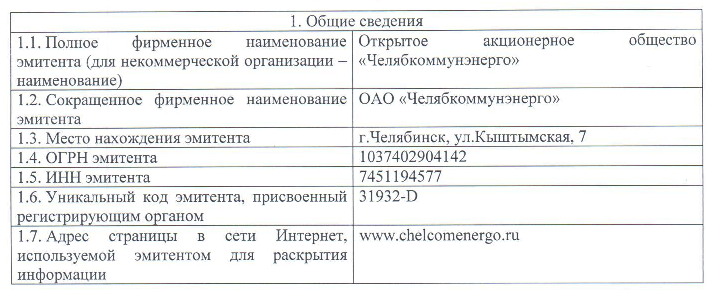 1. Общие сведения
1.1. Полное фирменное наименование
эмитента (для некоммерческой организации –
наименование)
Открытое акционерное общество
«Челябкоммунэнерго»
1.2. Сокращенное фирменное наименование
эмитента
ОАО «Челябкоммунэнерго»
1.3. Место нахождения эмитента
г.Челябинск, ул.Кыштымская, 7
1.4. ОГРН эмитента
1037402904142
1.5. ИНН эмитента
7451194577
1.6. Уникальный код эмитента, присвоенный
регистрирующим органом
31932-D
1.7. Адрес страницы в сети Интернет,
используемой эмитентом для раскрытия
информации
www.chelcomenergo.ru